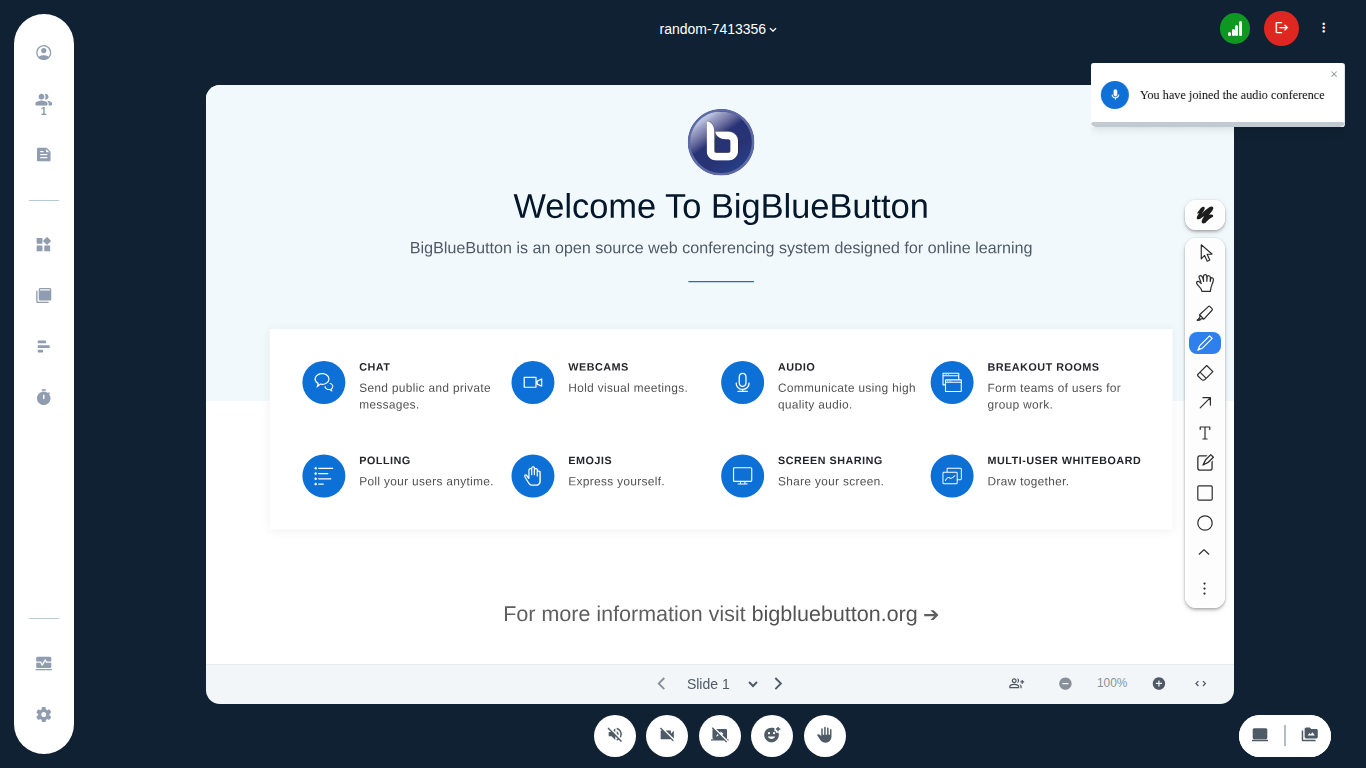 random-7413356
1
You have joined the audio conference
Welcome To BigBlueButton
BigBlueButton is an open source web conferencing system designed for online learning
CHAT
Send public and private
messages.
WEBCAMS
Hold visual meetings.
AUDIO
Communicate using high
quality audio.
BREAKOUT ROOMS
Form teams of users for
group work.
POLLING
Poll your users anytime.
EMOJIS
Express yourself.
SCREEN SHARING
Share your screen.
MULTI-USER WHITEBOARD
Draw together.
For more information visit bigbluebutton.org →
Slide 1
100%